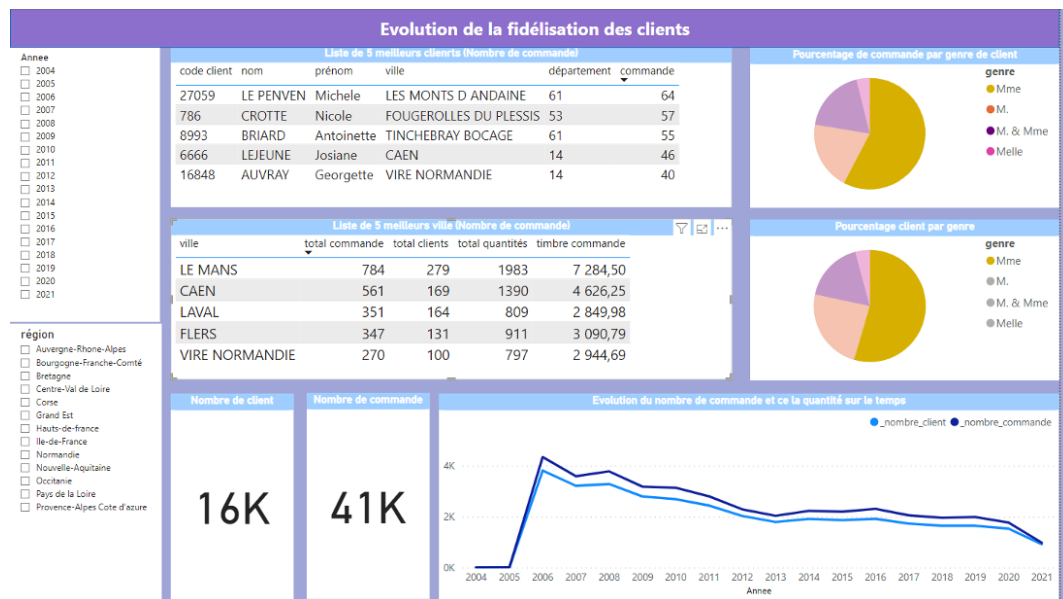 Evolution de la fidélisation des clients
Annee
2004
2005
2006
2007
2008
2009
2010
2011
2012
2013
2014
2015
2016
2017
2018
2019
2020
2021
région
Auvergne-Rhone-Alpes
Bourgogne-Franche-Comté
Bretagne
Centre-Val de Loire
Corse
Grand Est
Hauts-de-france
Ile-de-France
Normandie
Nouvelle-Aquitaine
Occitanie
Pays de la Loire
Provence-Alpes Cote d'azure
Liste de 5 meilleurs clienrts (Nombre de commande)
code client nom prénom ville département commande
27059 LE PENVEN Michele LES MONTS D ANDAINE 61 64
786 CROTTE Nicole FOUGEROLLES DU PLESSIS 53 57
8993 BRIARD Antoinette TINCHEBRAY BOCAGE 61 55
6666 LEJEUNE Josiane CAEN 14 46
16848 AUVRAY Georgette VIRE NORMANDIE 14 40
Pourcentage de commande par genre de client
genre
Mme
M.
M. & Mme
Melle
Liste de 5 meilleurs ville (Nombre de commande)
ville total commande total clients total quantités timbre commande
LE MANS 784 279 1983 7 284,50
CAEN 561 169 1390 4 626,25
LAVAL 351 164 809 2 849,98
FLERS 347 131 911 3 090,79
VIRE NORMANDIE 270 100 797 2 944,69
Pourcentage client par genre
genre
Mme
M.
M. & Mme
Melle
Nombre de client
16K
Nombre de commande
41K
Evolution du nombre de commande et ce la quantité sur le temps
_nombre_client _nombre_commande
4K
2K
0K
2004 2005 2006 2007 2008 2009 2010 2011 2012 2013 2014 2015 2016 2017 2018 2019 2020 2021
Annee